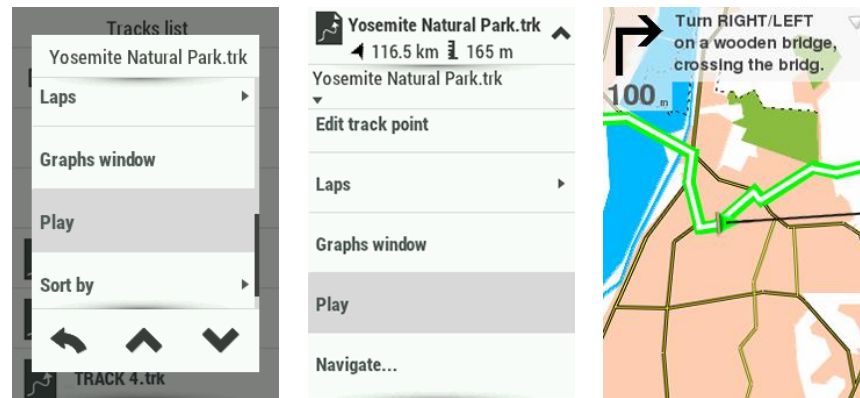 Tracks list
Yosemite Natural Park.trk
Laps
Graphs window
Play
Sort by
TRACK 4.trk
Yosemite Natural Park.trk
116.5 km 165 m
Yosemite Natural Park.trk
Edit track point
Laps
Graphs window
Play
Navigate...
Turn RIGHT/LEFT
on a wooden bridge,
crossing the bridg.
100 m